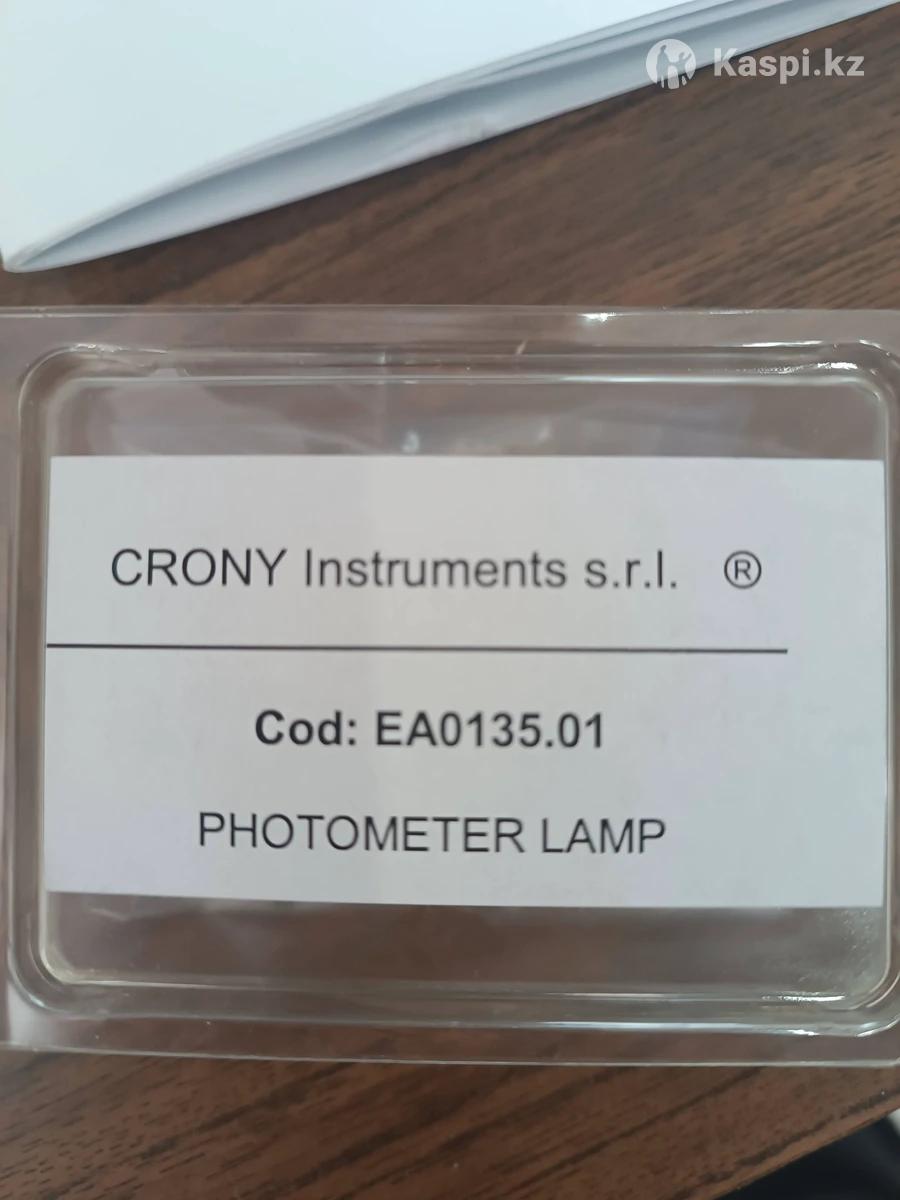 Kaspi.kz
CRONY Instruments s.r.l. ®
Cod: EA0135.01
PHOTOMETER LAMP